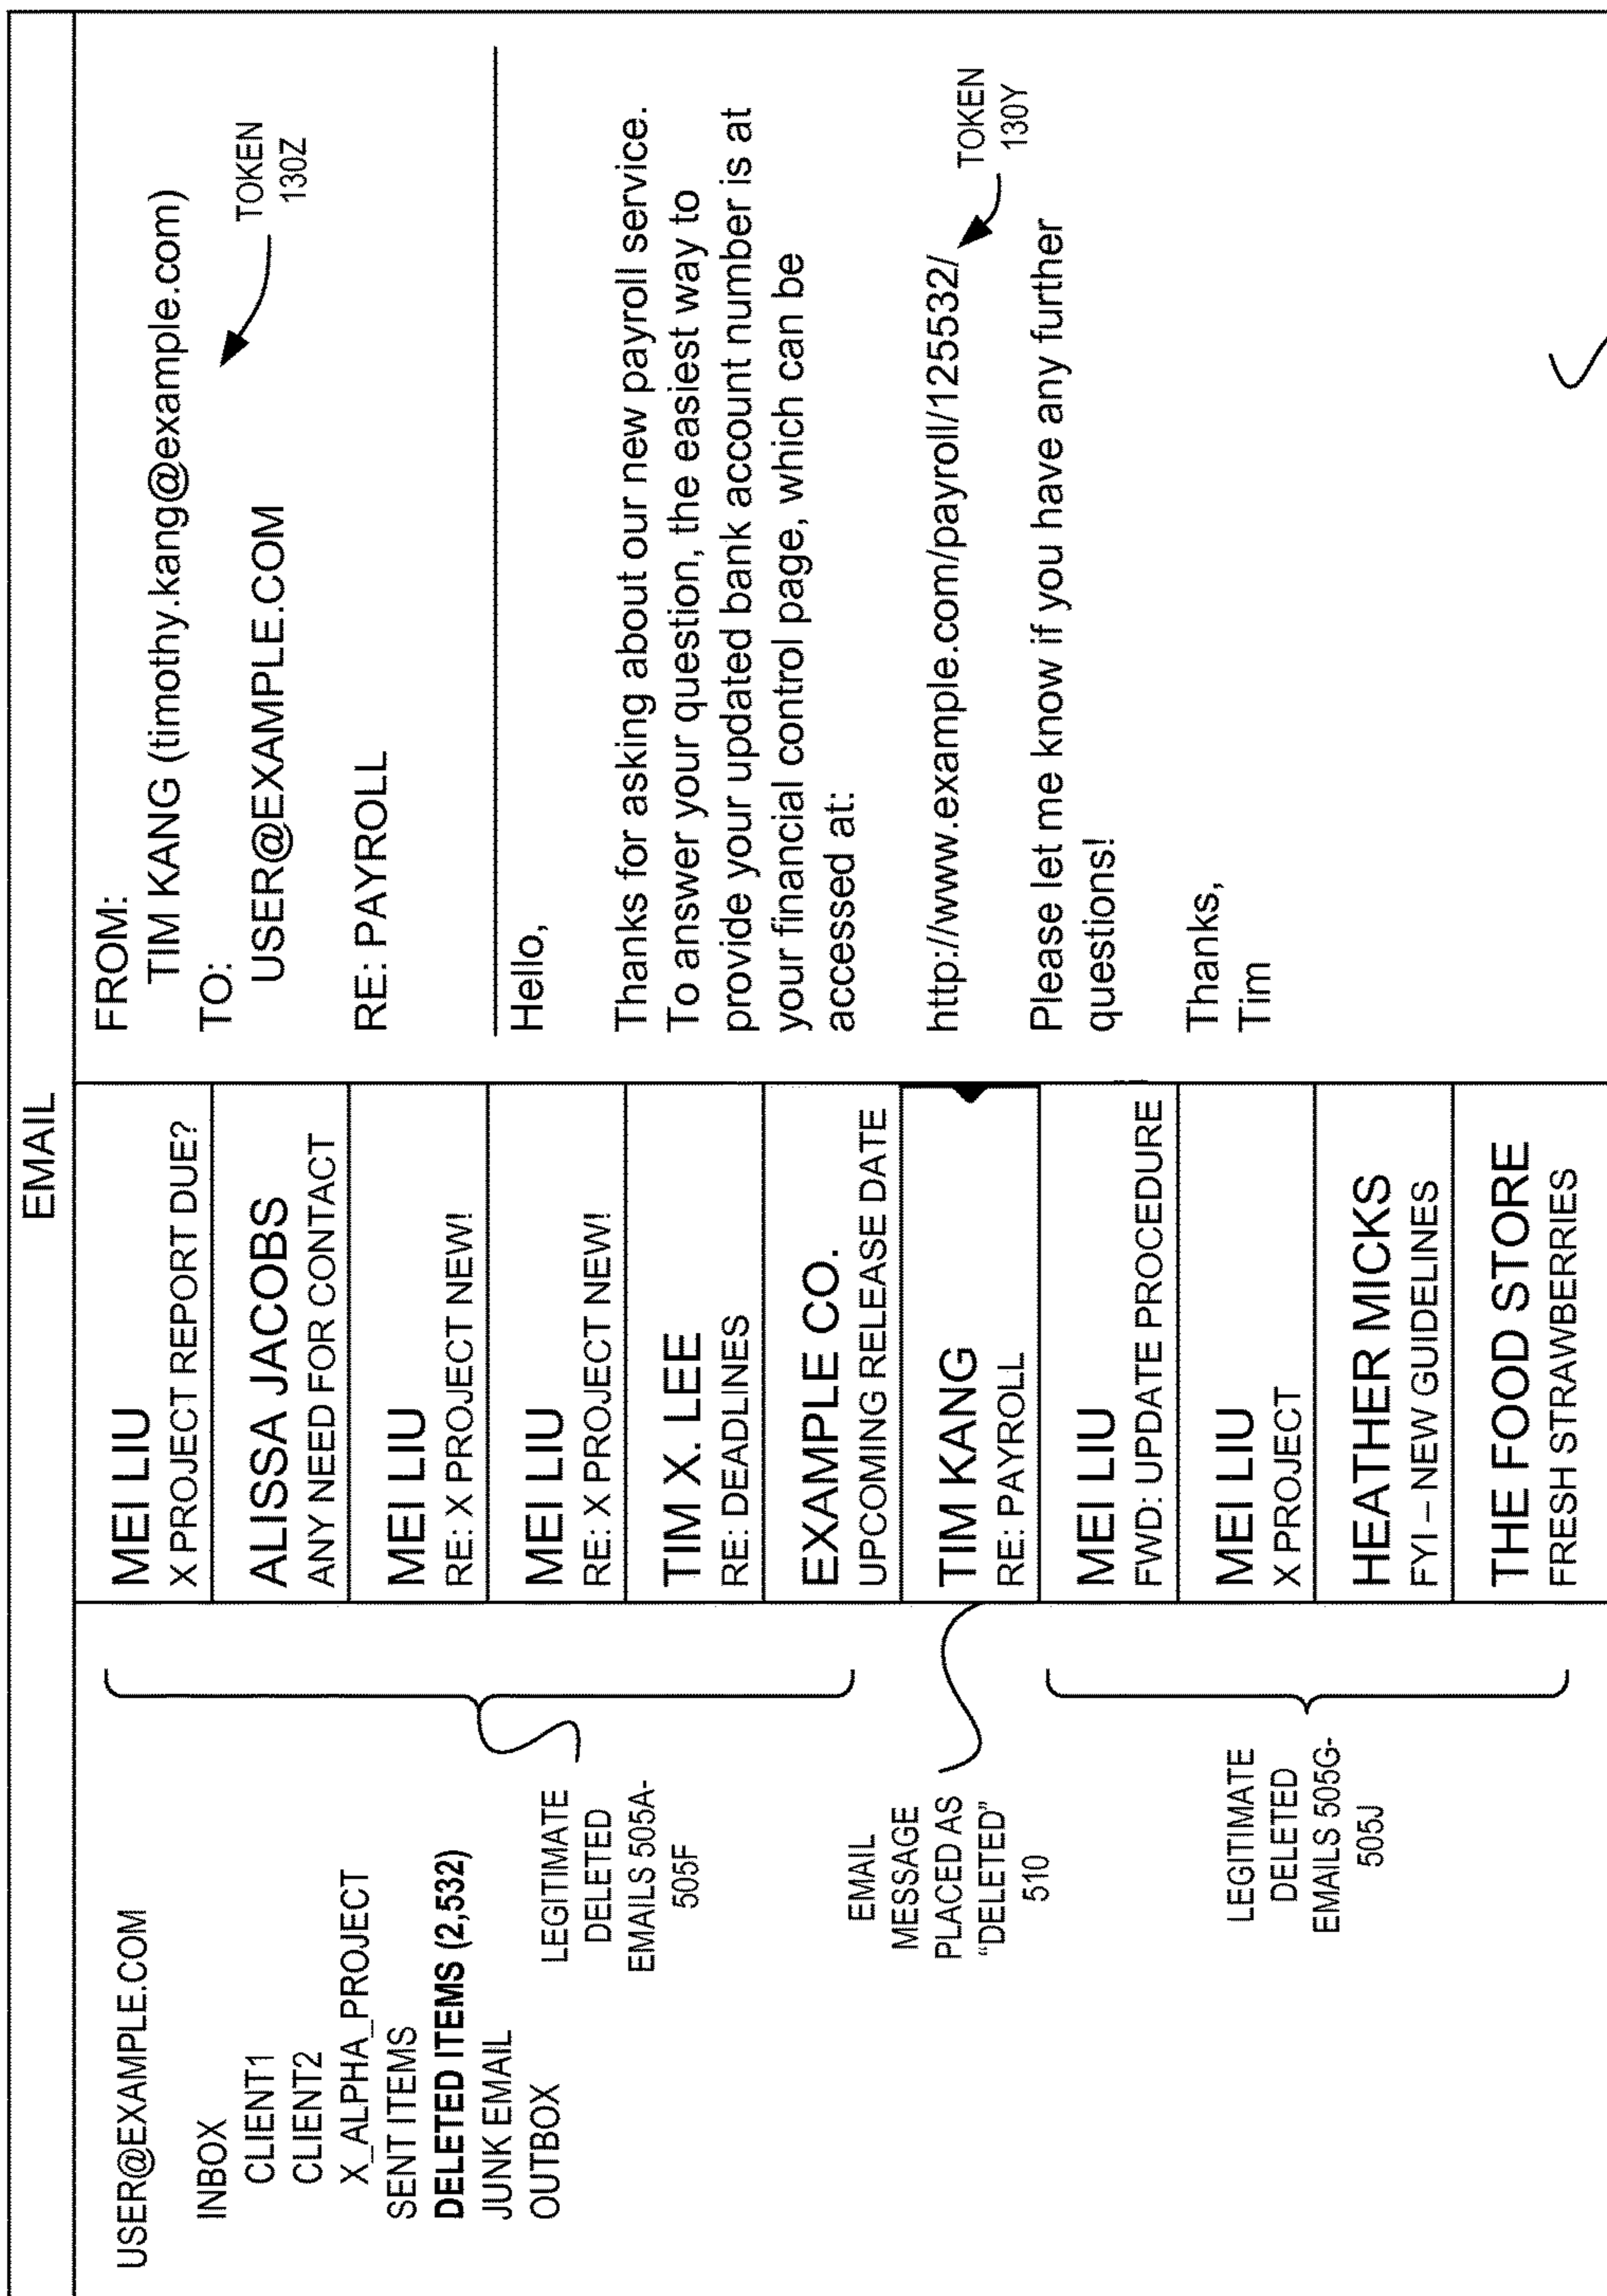 EMAIL
USER@EXAMPLE.COM
INBOX
CLIENT1
CLIENT2
X_ALPHA_PROJECT
SENT ITEMS
DELETED ITEMS (2,532)
JUNK EMAIL
OUTBOX
LEGITIMATE
DELETED
EMAILS 505A-
505F
EMAIL
MESSAGE
PLACED AS
“DELETED”
510
LEGITIMATE
DELETED
EMAILS 505G-
505J
MEI LIU
X PROJECT REPORT DUE?
ALISSA JACOBS
ANY NEED FOR CONTACT
MEI LIU
RE: X PROJECT NEW!
MEI LIU
RE: X PROJECT NEW!
TIM X. LEE
RE: DEADLINES
EXAMPLE CO.
UPCOMING RELEASE DATE
TIM KANG
RE: PAYROLL
MEI LIU
FWD: UPDATE PROCEDURE
MEI LIU
X PROJECT
HEATHER MICKS
FYI – NEW GUIDELINES
THE FOOD STORE
FRESH STRAWBERRIES
FROM:
TIM KANG (timothy.kang@example.com)
TO:
USER@EXAMPLE.COM
TOKEN
130Z
RE: PAYROLL
Hello,
Thanks for asking about our new payroll service.
To answer your question, the easiest way to
provide your updated bank account number is at
your financial control page, which can be
accessed at:
http://www.example.com/payroll/125532/
TOKEN
130Y
Please let me know if you have any further
questions!
Thanks,
Tim